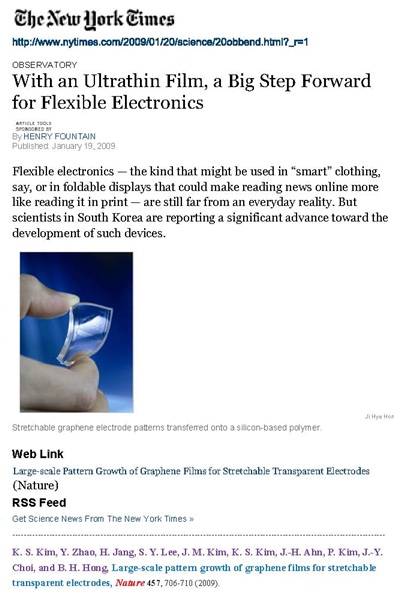 The New York Times
http://www.nytimes.com/2009/01/20/science/20obbend.html?_r=1
OBSERVATORY
With an Ultrathin Film, a Big Step Forward
for Flexible Electronics
ARTICLE TOOLS
SPONSORED BY
By HENRY FOUNTAIN
Published: January 19, 2009
Flexible electronics — the kind that might be used in “smart” clothing,
say, or in foldable displays that could make reading news online more
like reading it in print — are still far from an everyday reality. But
scientists in South Korea are reporting a significant advance toward the
development of such devices.
Ji Hye Hon
Stretchable graphene electrode patterns transferred onto a silicon-based polymer.
Web Link
Large-scale Pattern Growth of Graphene Films for Stretchable Transparent Electrodes
(Nature)
RSS Feed
Get Science News From The New York Times »
K. S. Kim, Y. Zhao, H. Jang, S. Y. Lee, J. M. Kim, K. S. Kim, J.-H. Ahn, P. Kim, J.-Y.
Choi, and B. H. Hong, Large-scale pattern growth of graphene films for stretchable
transparent electrodes, Nature 457, 706-710 (2009).